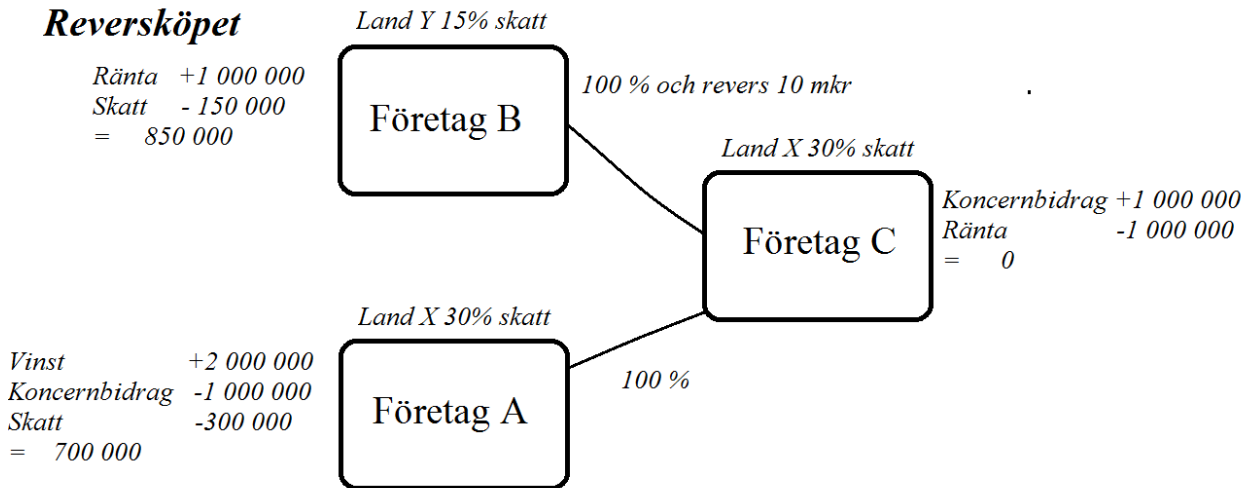 Reversköpet
Land Y 15% skatt
Ränta +1 000 000
Skatt - 150 000
= 850 000
Företag B
100 % och revers 10 mkr
Land X 30% skatt
Företag C
Koncernbidrag +1 000 000
Ränta -1 000 000
= 0
Land X 30% skatt
Vinst +2 000 000
Koncernbidrag -1 000 000
Skatt -300 000
= 700 000
Företag A
100 %